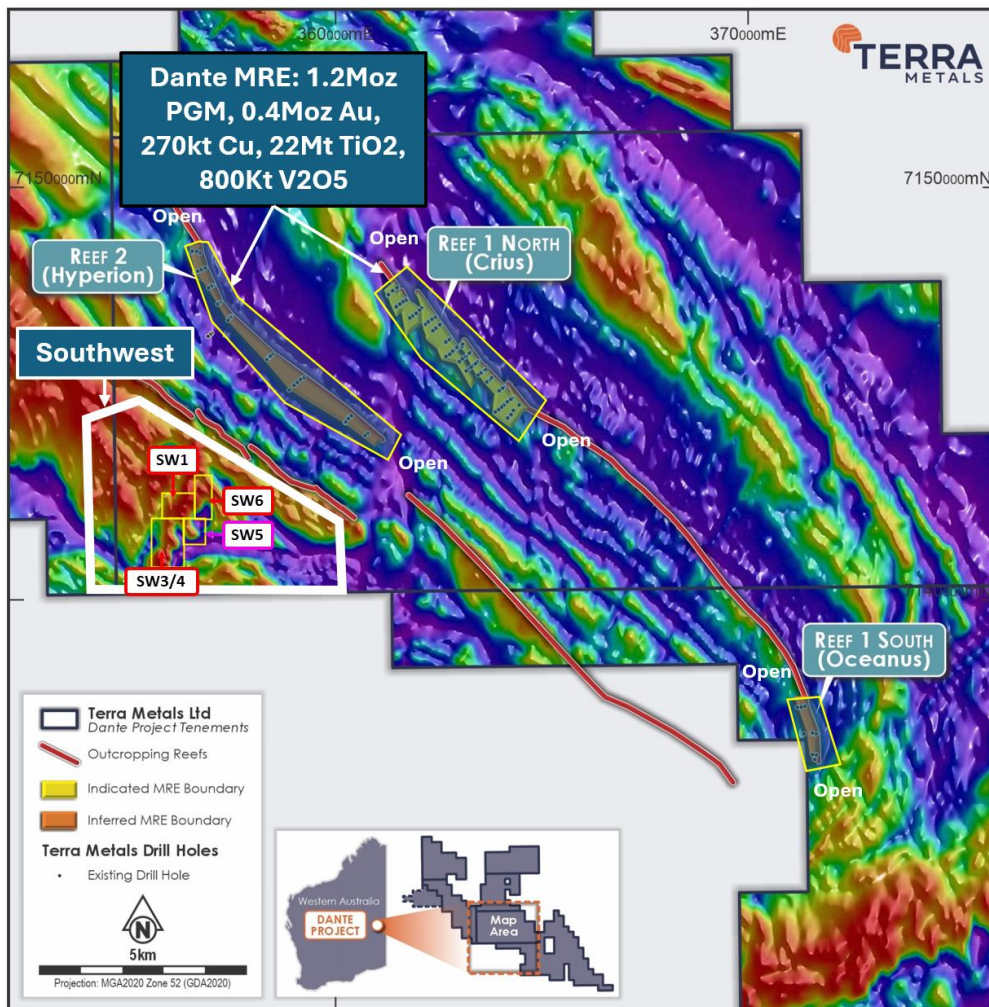 360000mE
370000mE
TERRA
METALS
Dante MRE: 1.2Moz
PGM, 0.4Moz Au,
270kt Cu, 22Mt TiO2,
800Kt V2O5
7150000mN
7150000mN
Open
Open
REEF 2
(Hyperion)
REEF 1 NORTH
(Crius)
Southwest
Open
Open
SW1
SW6
SW5
SW3/4
7140000mN
REEF 1 SOUTH
(Oceanus)
Open
Open
Terra Metals Ltd
Dante Project Tenements
Outcropping Reefs
Indicated MRE Boundary
Inferred MRE Boundary
Terra Metals Drill Holes
Existing Drill Hole
N
5km
Projection: MGA2020 Zone 52 (GDA2020)
Western Australia
DANTE
PROJECT
Map
Area